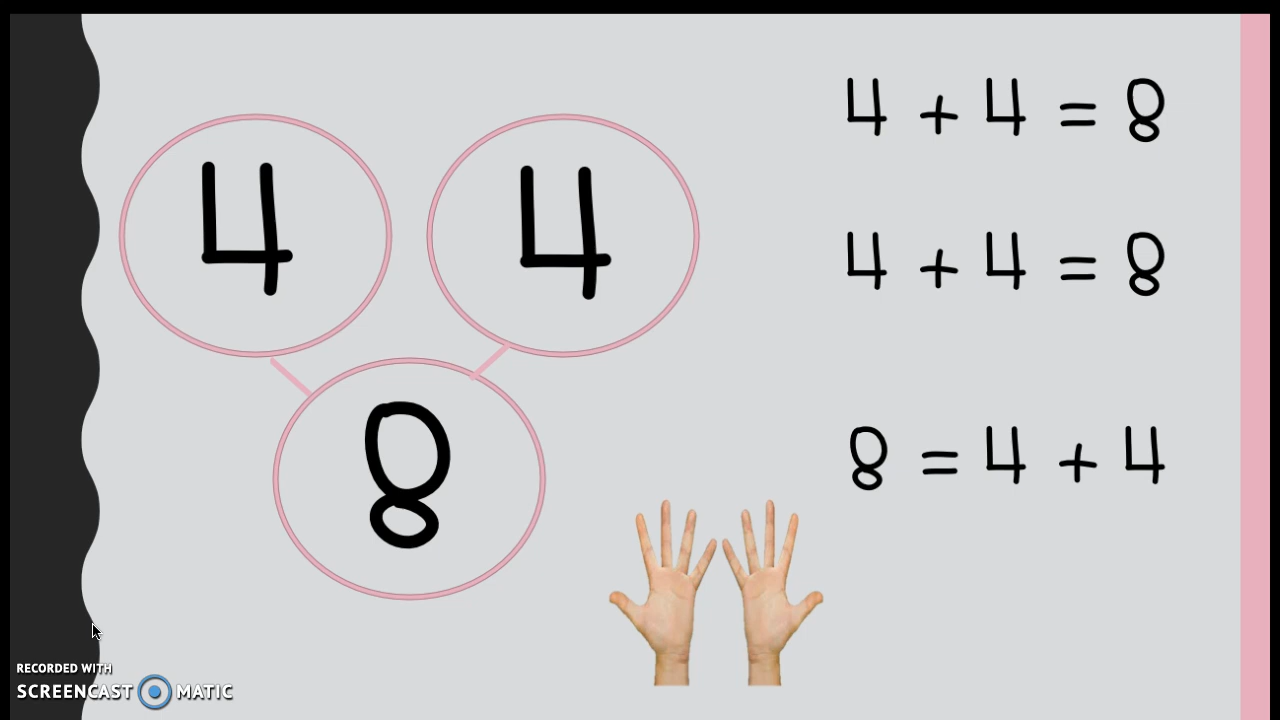 4 4
8
4 + 4 = 8
4 + 4 = 8
8 = 4 + 4
RECORDED WITH
SCREENCAST MATIC